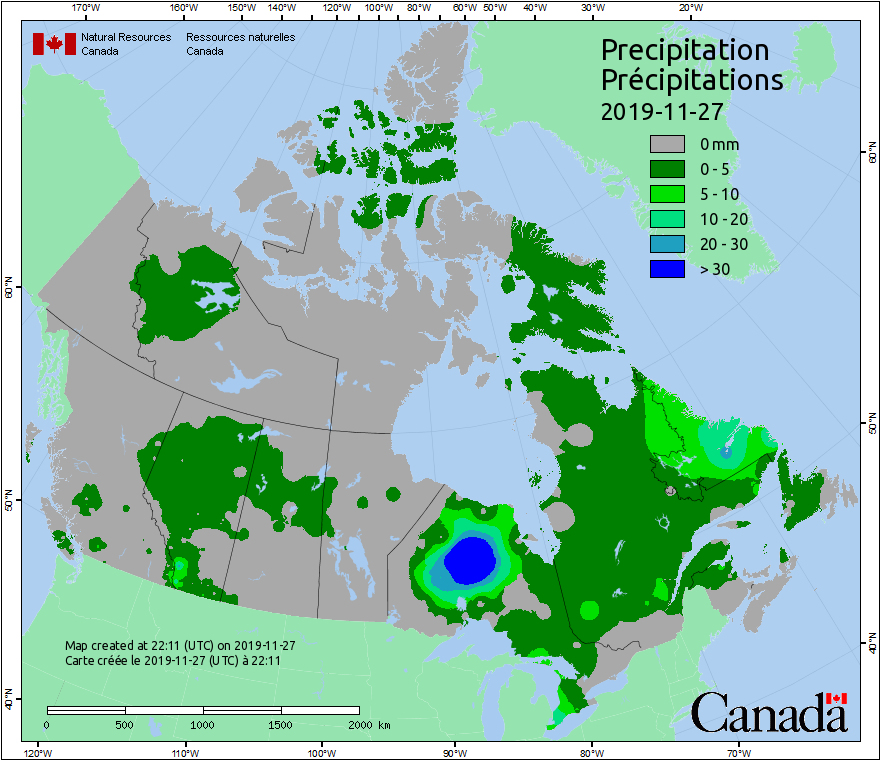 170°W 160°W 150°W 140°W 130°W 120°W 110°W 100°W 90°W 80°W 60°W 50°W 40°W 30°W 20°W
Natural Resources Ressources naturelles
Canada Canada
Precipitation
Précipitations
2019-11-27
0 mm
0 - 5
5 - 10
10 - 20
20 - 30
> 30
60°N 60°N
50°N 50°N
40°N 40°N
Map created at 22:11 (UTC) on 2019-11-27
Carte créée le 2019-11-27 (UTC) à 22:11
0 500 1000 1500 2000 km
Canada
120°W 110°W 100°W 90°W 80°W 70°W